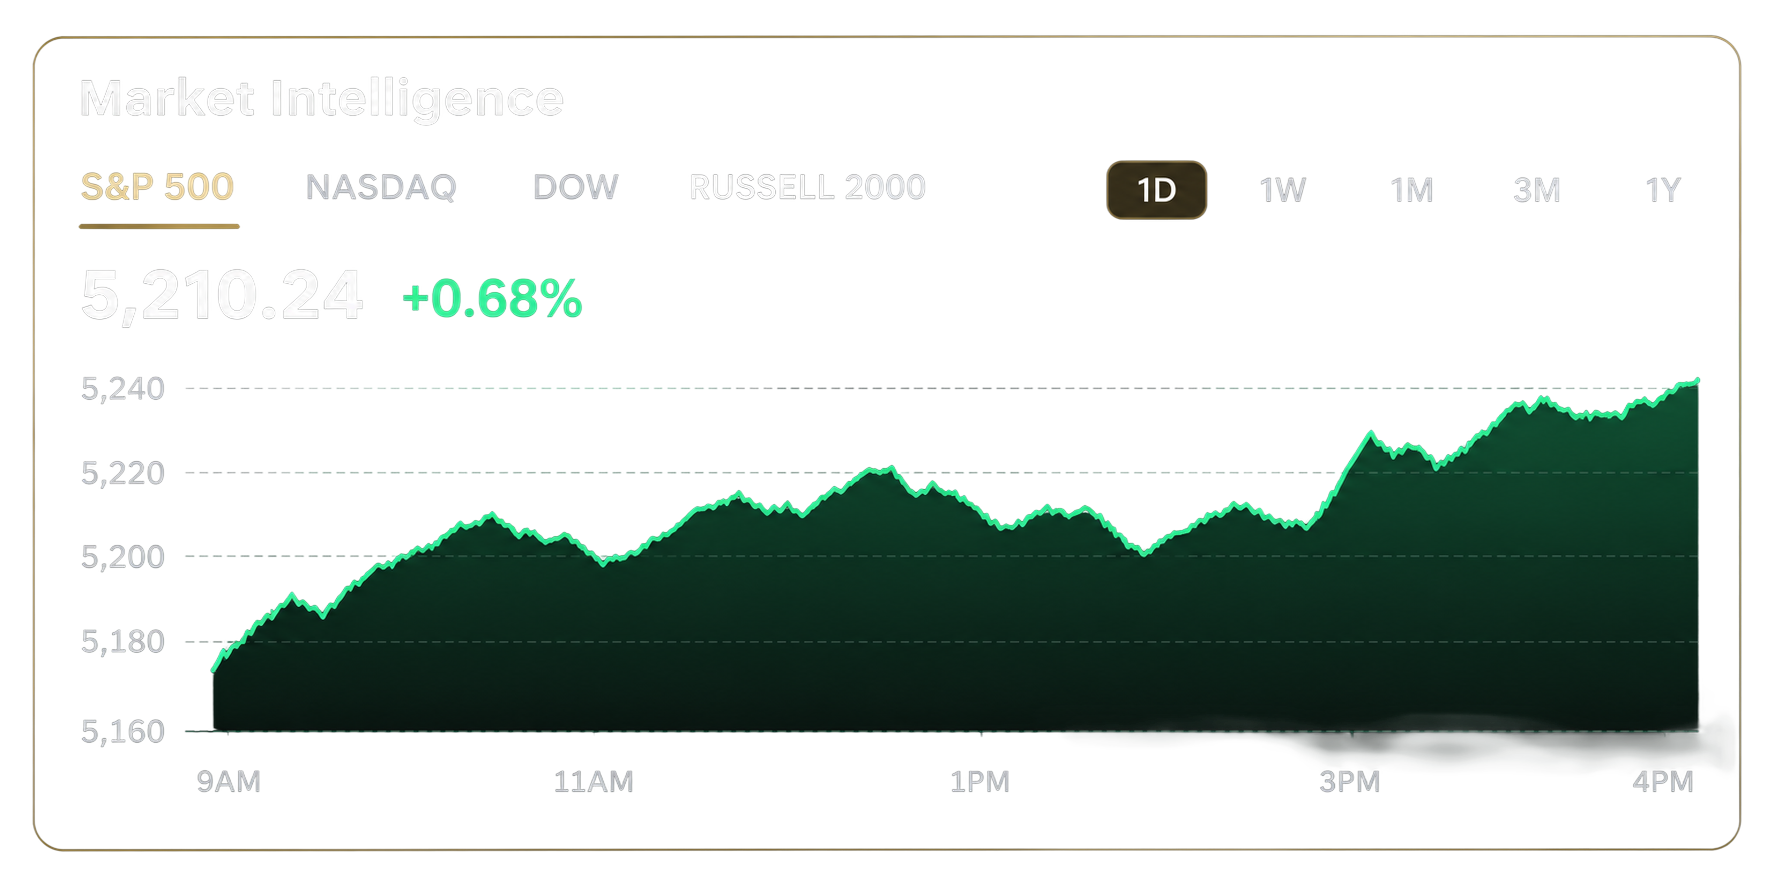 Market Intelligence
S&P 500 NASDAQ DOW RUSSELL 2000 1D 1W 1M 3M 1Y
5,210.24 +0.68%
5,240
5,220
5,200
5,180
5,160
9AM 11AM 1PM 3PM 4PM